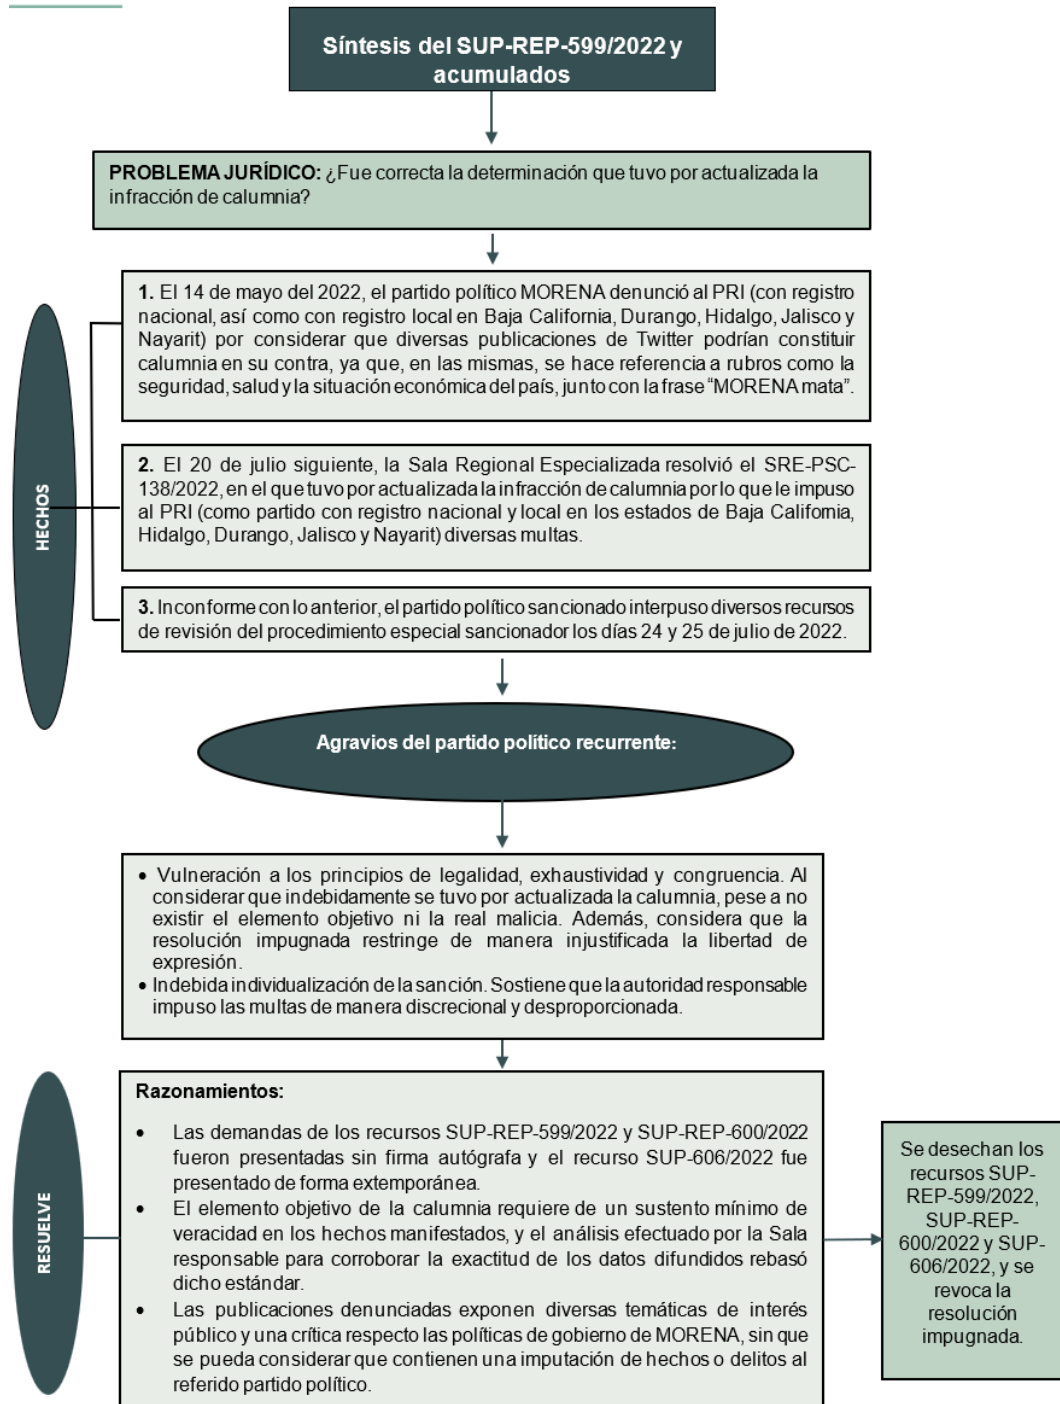 Síntesis del SUP-REP-599/2022 y
acumulados
PROBLEMA JURÍDICO: ¿Fue correcta la determinación que tuvo por actualizada la
infracción de calumnia?
HECHOS
1. El 14 de mayo del 2022, el partido político MORENA denunció al PRI (con registro
nacional, así como con registro local en Baja California, Durango, Hidalgo, Jalisco y
Nayarit) por considerar que diversas publicaciones de Twitter podrían constituir
calumnia en su contra, ya que, en las mismas, se hace referencia a rubros como la
seguridad, salud y la situación económica del país, junto con la frase “MORENA mata”.
2. El 20 de julio siguiente, la Sala Regional Especializada resolvió el SRE-PSC-
138/2022, en el que tuvo por actualizada la infracción de calumnia por lo que le impuso
al PRI (como partido con registro nacional y local en los estados de Baja California,
Hidalgo, Durango, Jalisco y Nayarit) diversas multas.
3. Inconforme con lo anterior, el partido político sancionado interpuso diversos recursos
de revisión del procedimiento especial sancionador los días 24 y 25 de julio de 2022.
Agravios del partido político recurrente:
• Vulneración a los principios de legalidad, exhaustividad y congruencia. Al
considerar que indebidamente se tuvo por actualizada la calumnia, pese a no
existir el elemento objetivo ni la real malicia. Además, considera que la
resolución impugnada restringe de manera injustificada la libertad de
expresión.
• Indebida individualización de la sanción. Sostiene que la autoridad responsable
impuso las multas de manera discrecional y desproporcionada.
RESUELVE
Razonamientos:
• Las demandas de los recursos SUP-REP-599/2022 y SUP-REP-600/2022
fueron presentadas sin firma autógrafa y el recurso SUP-606/2022 fue
presentado de forma extemporánea.
• El elemento objetivo de la calumnia requiere de un sustento mínimo de
veracidad en los hechos manifestados, y el análisis efectuado por la Sala
responsable para corroborar la exactitud de los datos difundidos rebasó
dicho estándar.
• Las publicaciones denunciadas exponen diversas temáticas de interés
público y una crítica respecto las políticas de gobierno de MORENA, sin que
se pueda considerar que contienen una imputación de hechos o delitos al
referido partido político.
Se desechan los
recursos SUP-
REP-599/2022,
SUP-REP-
600/2022 y SUP-
606/2022, y se
revoca la
resolución
impugnada.